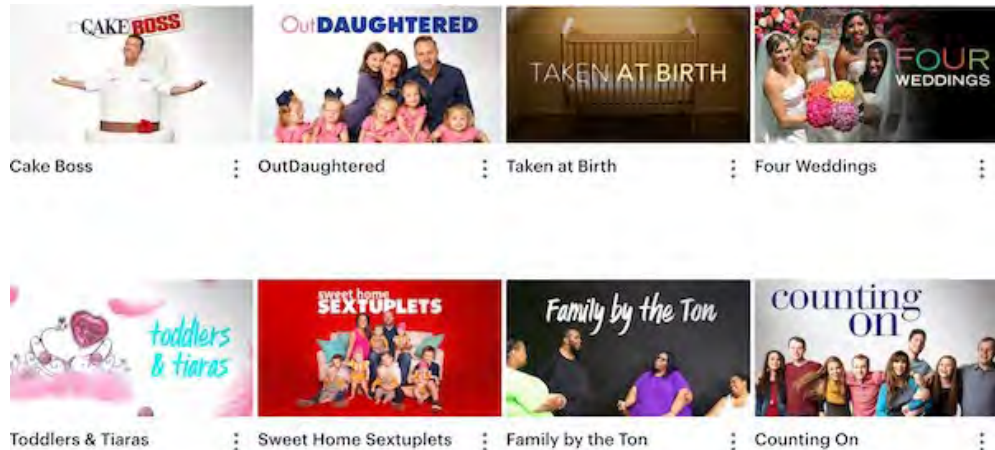 CAKE BOSS
OutDAUGHTERED
TAKEN AT BIRTH
FOUR
WEDDINGS
Cake Boss
OutDaughtered
Taken at Birth
Four Weddings
toddlers
& tiaras
sweet home
SEXTUPLETS
Family by the Ton
counting
on
Toddlers & Tiaras
Sweet Home Sextuplets
Family by the Ton
Counting On